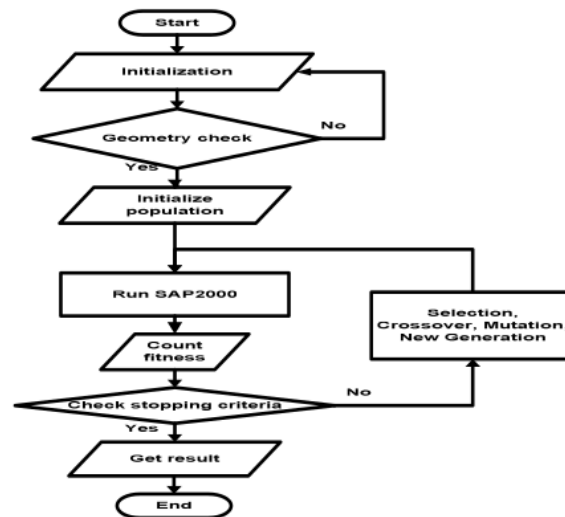 Start
Initialization
Geometry check
No
Yes
Initialize
population
Run SAP2000
Selection,
Crossover, Mutation,
New Generation
Count
fitness
Check stopping criteria
No
Yes
Get result
End